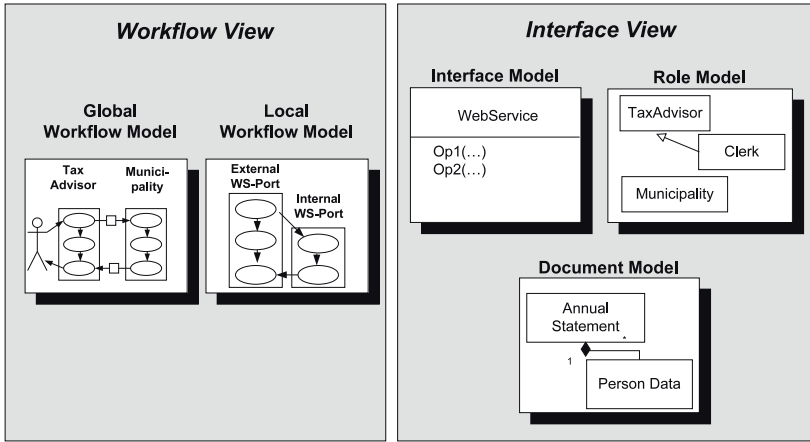 Workflow View
Global
Workflow Model
Local
Workflow Model
Tax
Advisor
Munici-
pality
External
WS-Port
Internal
WS-Port
Interface View
Interface Model
WebService
Op1(...)
Op2(...)
Role Model
TaxAdvisor
Clerk
Municipality
Document Model
Annual
Statement
*
1
Person Data